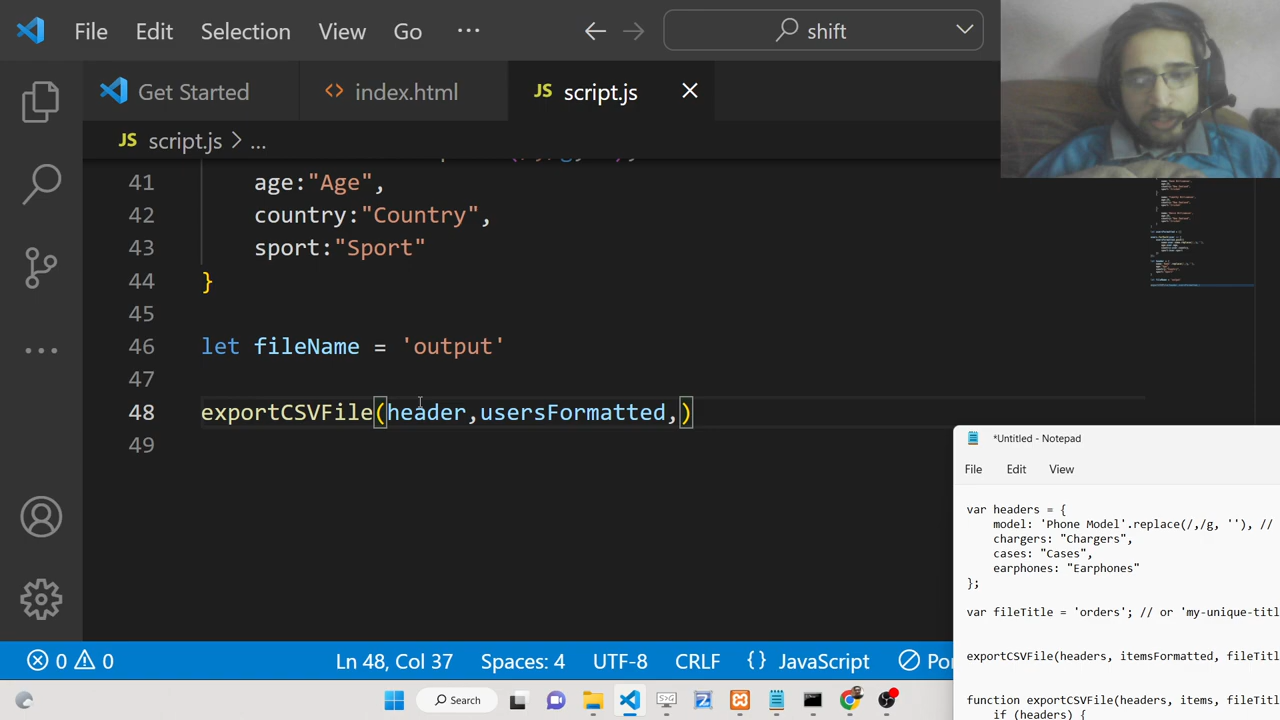 File Edit Selection View Go ··· shift
Get Started index.html JS script.js
JS script.js > ...
41 age:"Age",
42 country:"Country",
43 sport:"Sport"
44 }
45
46 let fileName = 'output'
47
48 exportCSVFile(header,usersFormatted,)
49
*Untitled - Notepad
File Edit View
var headers = {
model: 'Phone Model'.replace(/,/g, ''), //
chargers: "Chargers",
cases: "Cases",
earphones: "Earphones"
};
var fileTitle = 'orders'; // or 'my-unique-titl
exportCSVFile(headers, itemsFormatted, fileTitl
function exportCSVFile(headers, items, fileTitl
if (headers) {
0 0 Ln 48, Col 37 Spaces: 4 UTF-8 CRLF {} JavaScript Po
Search